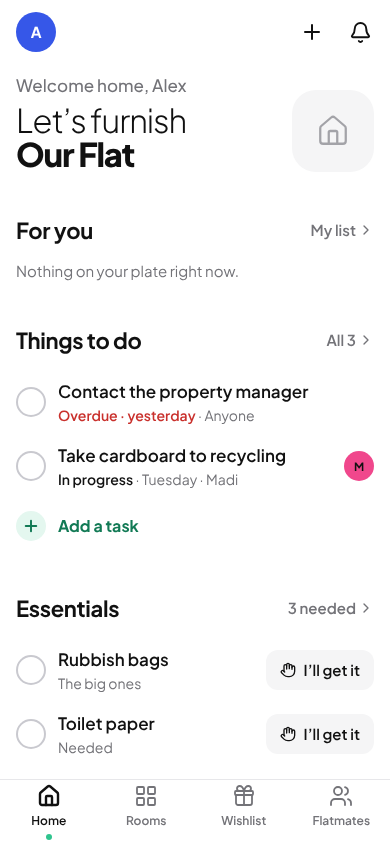 A
Welcome home, Alex
Let’s furnish
Our Flat
For you
My list
Nothing on your plate right now.
Things to do
All 3
Contact the property manager
Overdue · yesterday · Anyone
Take cardboard to recycling
In progress · Tuesday · Madi
M
Add a task
Essentials
3 needed
Rubbish bags
The big ones
I’ll get it
Toilet paper
Needed
I’ll get it
Home
Rooms
Wishlist
Flatmates